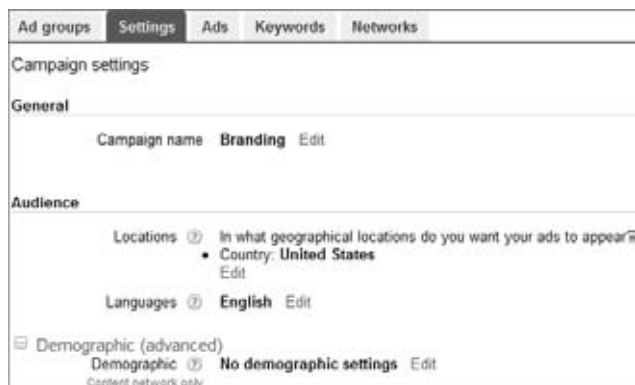 Ad groups Settings Ads Keywords Networks
Campaign settings
General
Campaign name Branding Edit
Audience
Locations In what geographical locations do you want your ads to appear
• Country: United States
Edit
Languages English Edit
Demographic (advanced)
Demographic No demographic settings Edit
Content network only